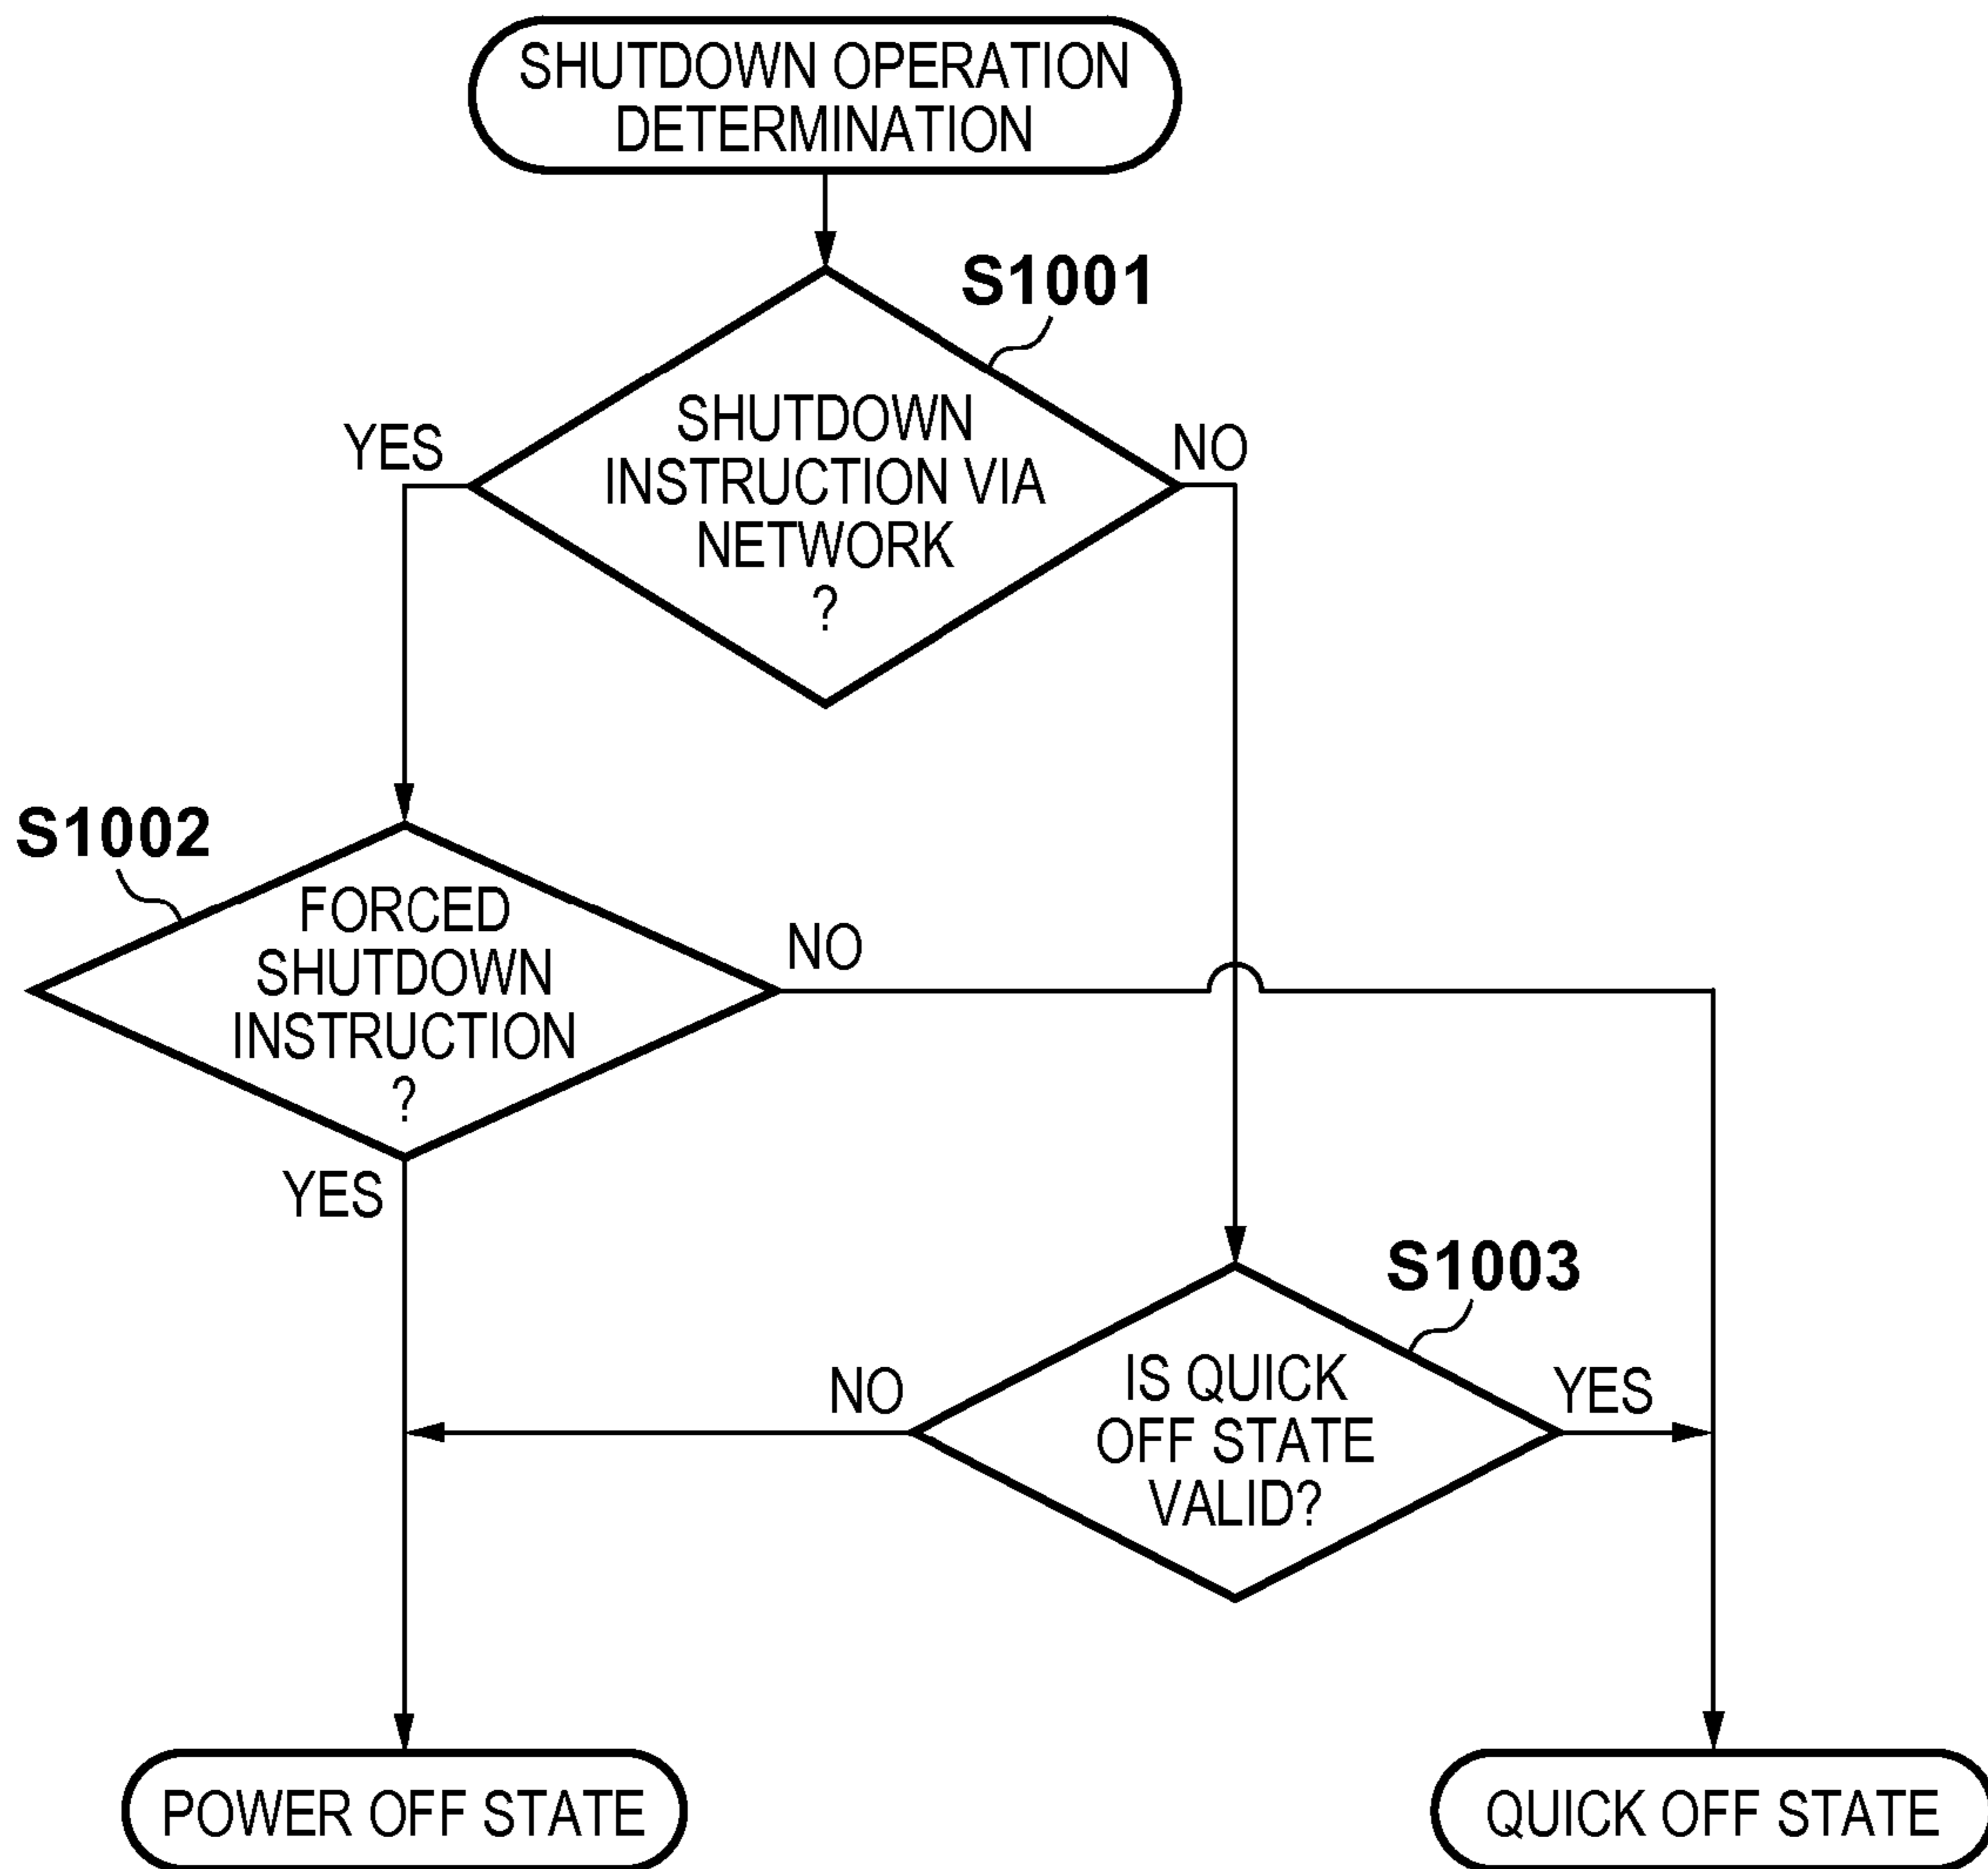 SHUTDOWN OPERATION
DETERMINATION
S1001
YES
SHUTDOWN
INSTRUCTION VIA
NETWORK
?
NO
S1002
FORCED
SHUTDOWN
INSTRUCTION
?
NO
YES
S1003
NO
IS QUICK
OFF STATE
VALID?
YES
POWER OFF STATE
QUICK OFF STATE